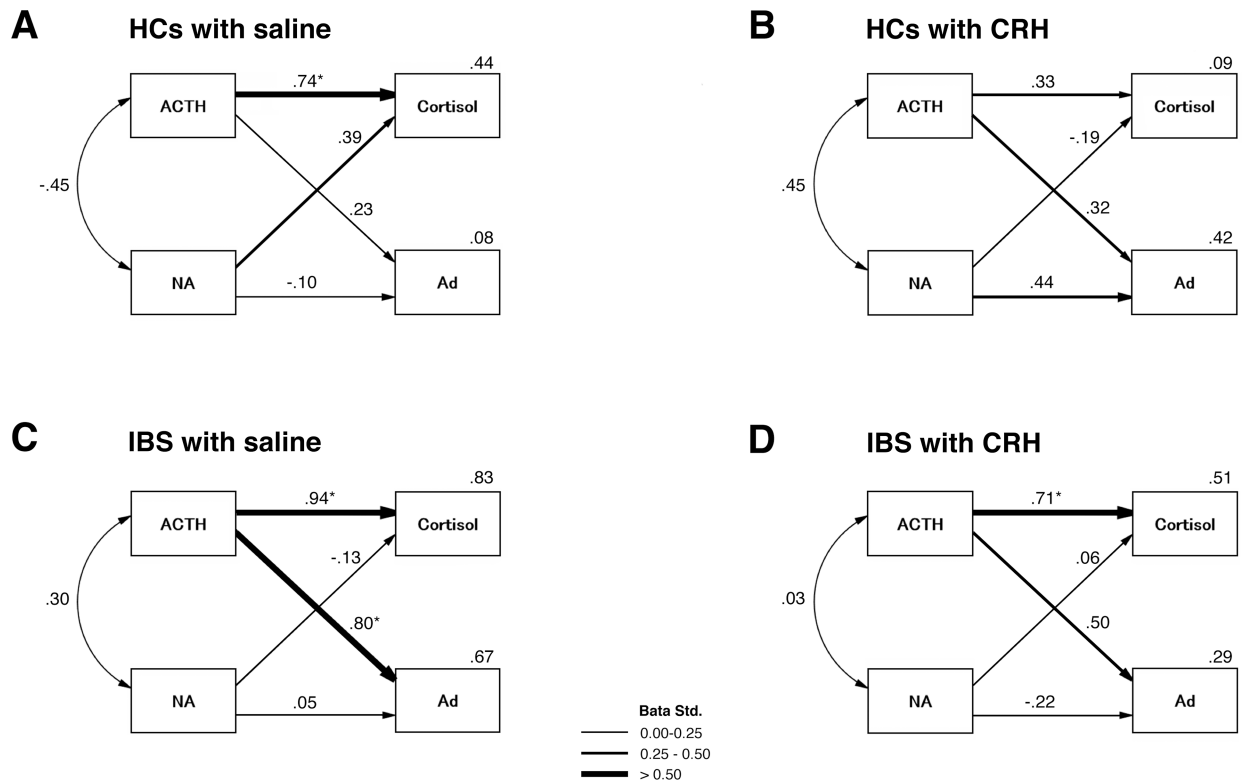 A HCs with saline
.44
ACTH
.74*
Cortisol
.39
-.45
.23
.08
NA
-.10
Ad
B HCs with CRH
.09
ACTH
.33
Cortisol
-.19
.45
.32
.42
NA
.44
Ad
C IBS with saline
.83
ACTH
.94*
Cortisol
-.13
.30
.80*
.67
NA
.05
Ad
D IBS with CRH
.51
ACTH
.71*
Cortisol
.06
.03
.50
.29
NA
-.22
Ad
Bata Std.
0.00-0.25
0.25 - 0.50
> 0.50